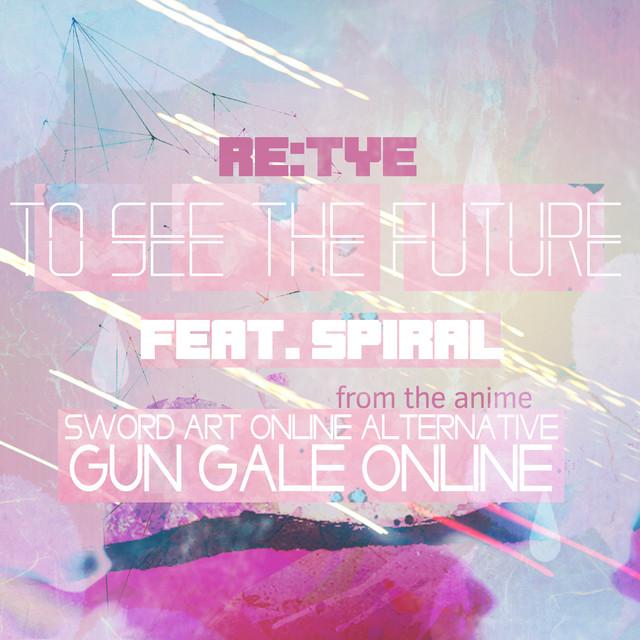 RE:TYE
TO SEE THE FUTURE
FEAT. SPIRAL
from the anime
SWORD ART ONLINE ALTERNATIVE
GUN GALE ONLINE